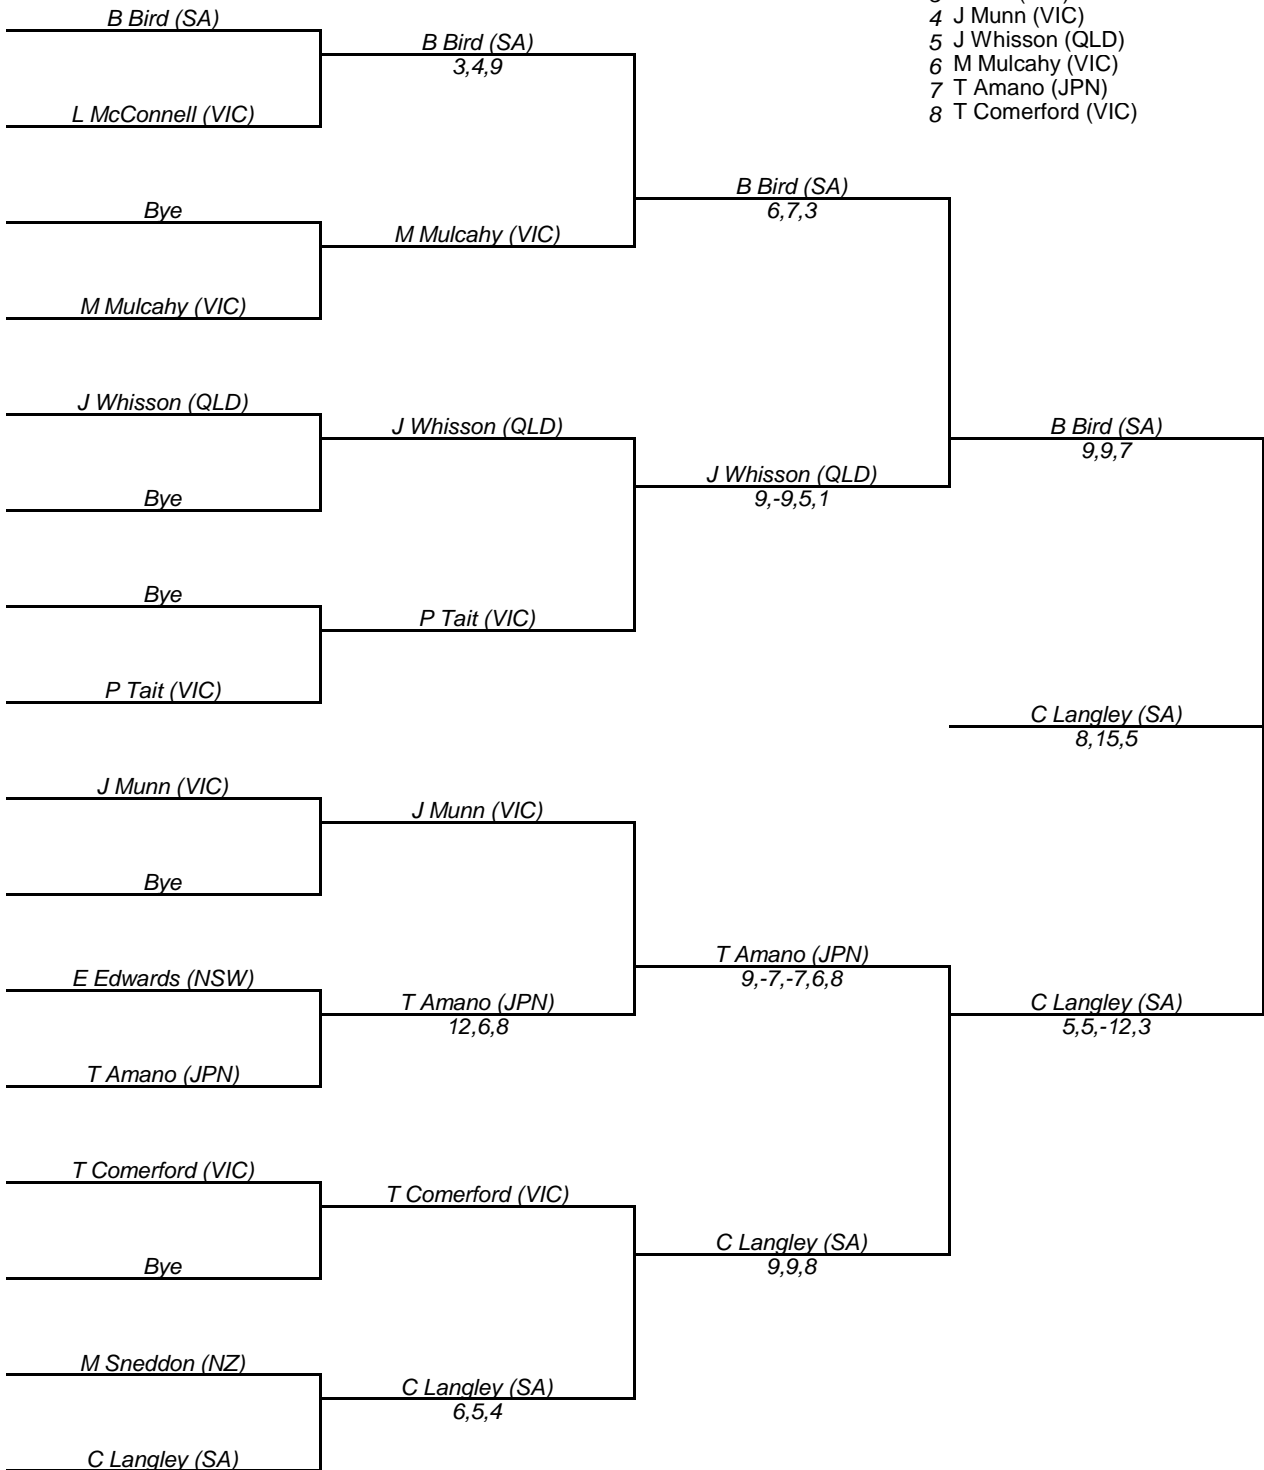 B Bird (SA)
L McConnell (VIC)
Bye
M Mulcahy (VIC)
J Whisson (QLD)
Bye
Bye
P Tait (VIC)
J Munn (VIC)
Bye
E Edwards (NSW)
T Amano (JPN)
T Comerford (VIC)
Bye
M Sneddon (NZ)
C Langley (SA)
B Bird (SA)
3,4,9
M Mulcahy (VIC)
J Whisson (QLD)
P Tait (VIC)
J Munn (VIC)
T Amano (JPN)
12,6,8
T Comerford (VIC)
C Langley (SA)
6,5,4
B Bird (SA)
6,7,3
J Whisson (QLD)
9,-9,5,1
T Amano (JPN)
9,-7,-7,6,8
C Langley (SA)
9,9,8
4 J Munn (VIC)
5 J Whisson (QLD)
6 M Mulcahy (VIC)
7 T Amano (JPN)
8 T Comerford (VIC)
B Bird (SA)
9,9,7
C Langley (SA)
8,15,5
C Langley (SA)
5,5,-12,3